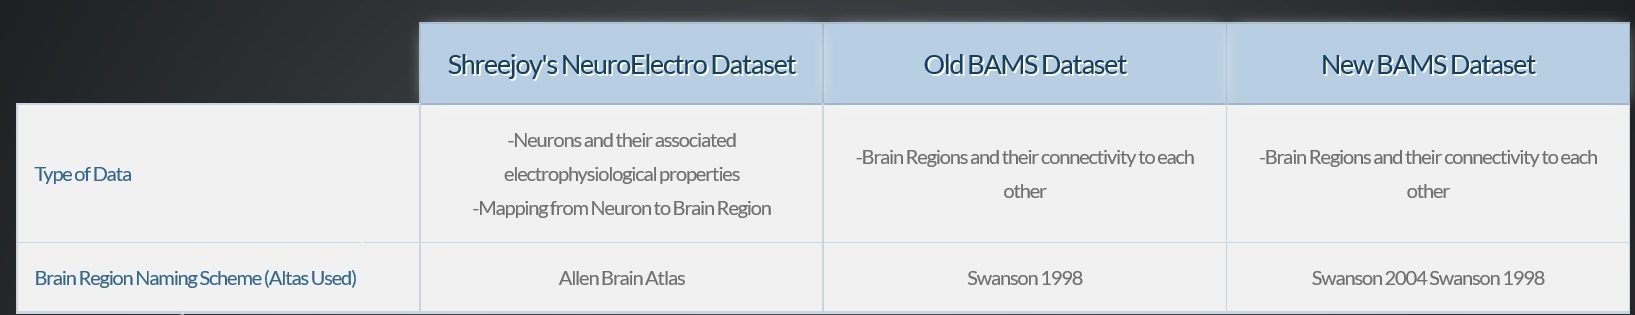 Shreejoy's NeuroElectro Dataset
Old BAMS Dataset
New BAMS Dataset
Type of Data
-Neurons and their associated
electrophysiological properties
-Mapping from Neuron to Brain Region
-Brain Regions and their connectivity to each
other
-Brain Regions and their connectivity to each
other
Brain Region Naming Scheme (Altas Used)
Allen Brain Atlas
Swanson 1998
Swanson 2004 Swanson 1998